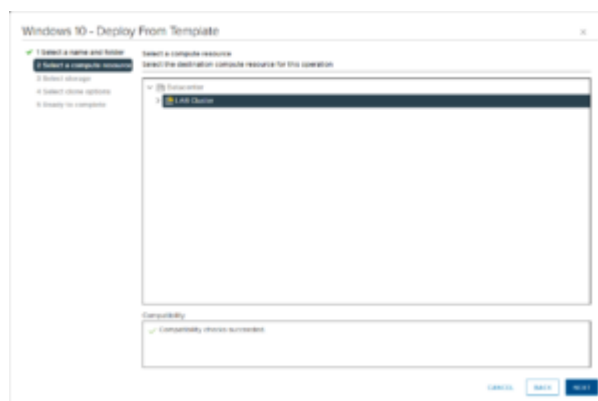 Windows 10 - Deploy From Template
1 Select a name and folder
2 Select a compute resource
3 Select storage
4 Select clone options
5 Ready to complete
Select a compute resource
Select the destination compute resource for this operation
Datacenter
LAB Cluster
Compatibility
Compatibility checks succeeded.
CANCEL
BACK
NEXT